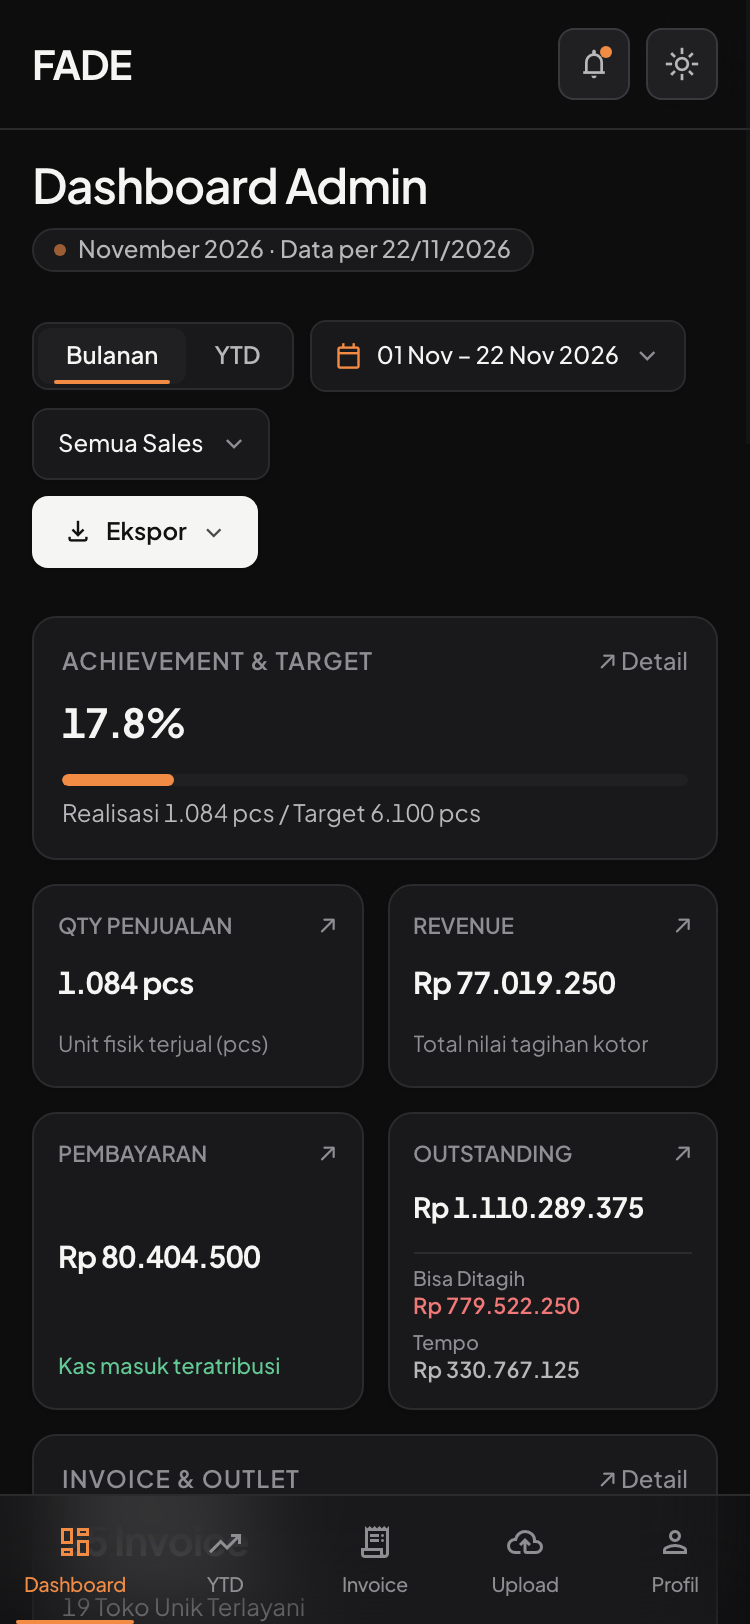 FADE
Dashboard Admin
November 2026 · Data per 22/11/2026
Bulanan YTD 01 Nov – 22 Nov 2026
Semua Sales
Ekspor
ACHIEVEMENT & TARGET Detail
17.8%
Realisasi 1.084 pcs / Target 6.100 pcs
QTY PENJUALAN
1.084 pcs
Unit fisik terjual (pcs)
REVENUE
Rp 77.019.250
Total nilai tagihan kotor
PEMBAYARAN
Rp 80.404.500
Kas masuk teratribusi
OUTSTANDING
Rp 1.110.289.375
Bisa Ditagih
Rp 779.522.250
Tempo
Rp 330.767.125
INVOICE & OUTLET Detail
Invoice
19 Toko Unik Terlayani
Dashboard YTD Invoice Upload Profil